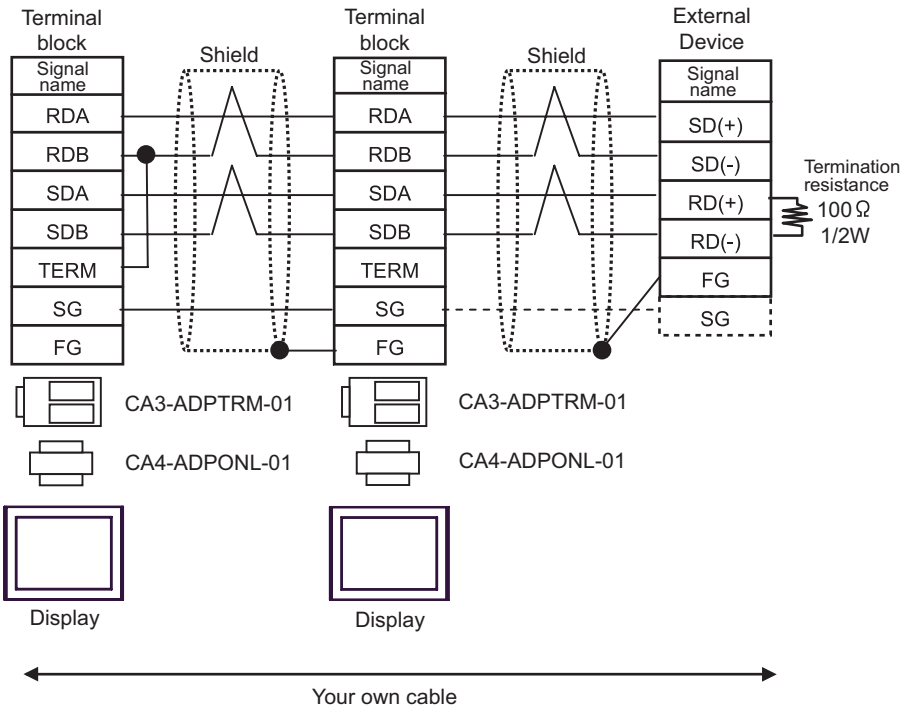 Terminal
block
Signal
name
RDA
RDB
SDA
SDB
TERM
SG
FG
Shield
Terminal
block
Signal
name
RDA
RDB
SDA
SDB
TERM
SG
FG
Shield
External
Device
Signal
name
SD(+)
SD(-)
RD(+)
RD(-)
FG
SG
Termination
resistance
100Ω
1/2W
CA3-ADPTRM-01
CA3-ADPTRM-01
CA4-ADPONL-01
CA4-ADPONL-01
Display
Display
Your own cable